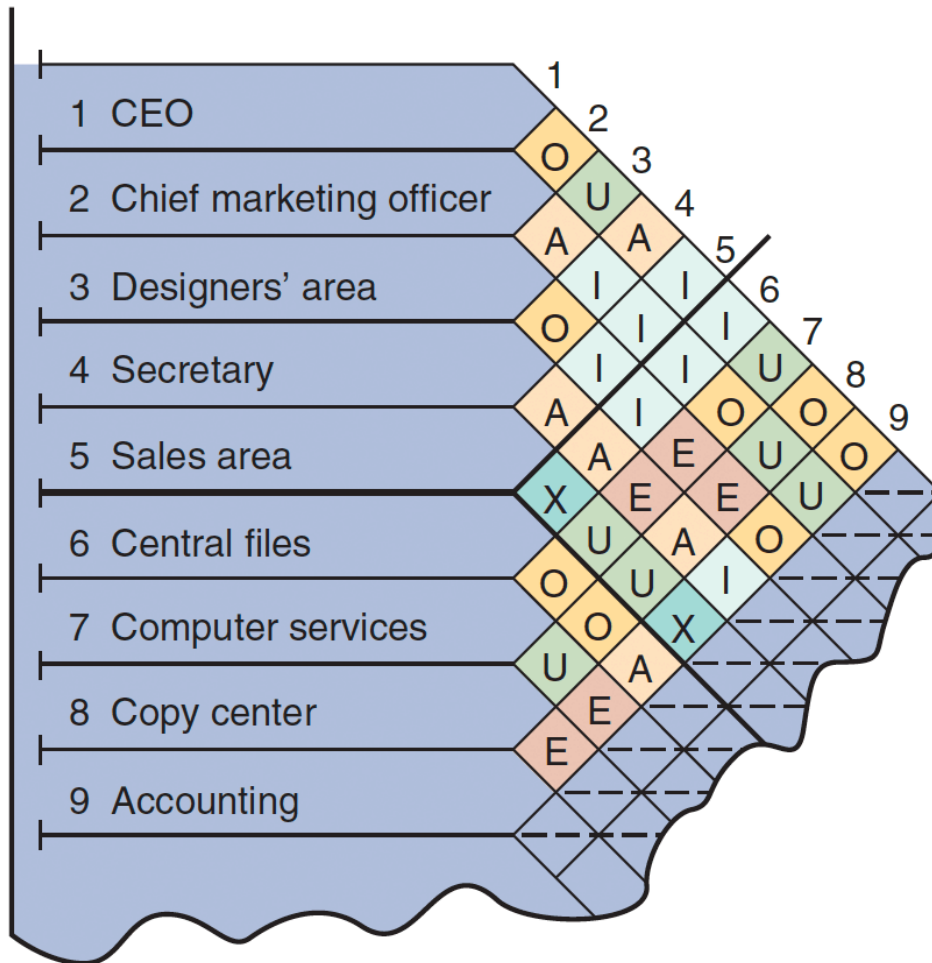 1
1 CEO 2
O 3
2 Chief marketing officer U 4
A A 5
3 Designers’ area I I 6
O I I 7
4 Secretary I I U 8
A I O O 9
5 Sales area A E U O
X E E U
6 Central files U A O
O U I
7 Computer services O X
U A
8 Copy center E
E
9 Accounting